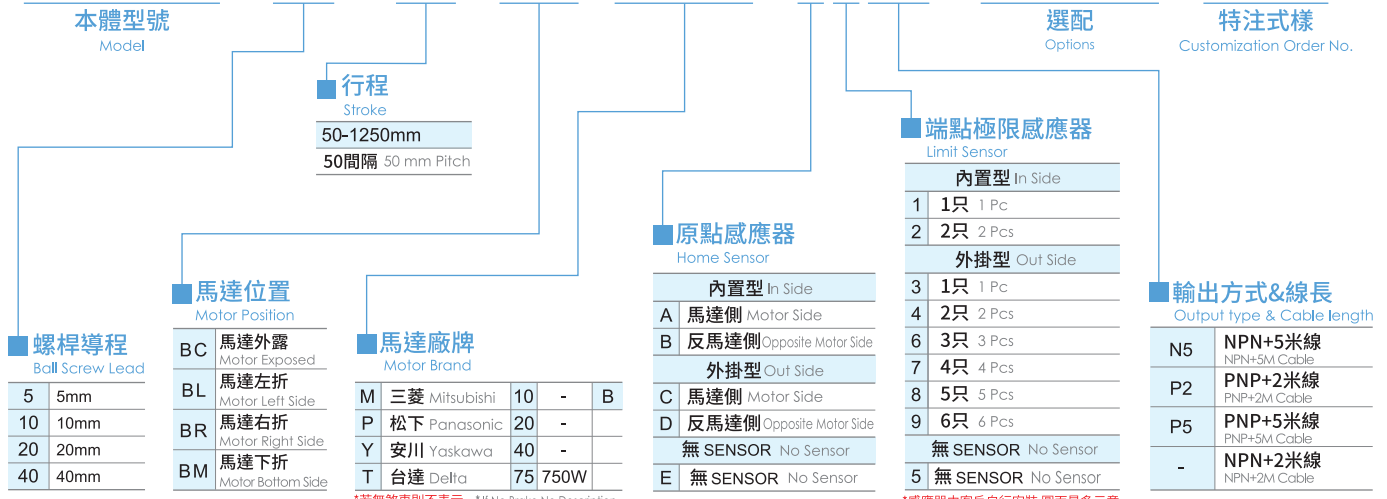 本體型號
Model
選配
Options
特注式樣
Customization Order No.
行程
Stroke
50-1250mm
50間隔 50 mm Pitch
端點極限感應器
Limit Sensor
內置型 In Side
1 1只 1 Pc
2 2只 2 Pcs
外掛型 Out Side
3 1只 1 Pc
4 2只 2 Pcs
6 3只 3 Pcs
7 4只 4 Pcs
8 5只 5 Pcs
9 6只 6 Pcs
無 SENSOR No Sensor
5 無 SENSOR No Sensor
原點感應器
Home Sensor
內置型 In Side
A 馬達側 Motor Side
B 反馬達側 Opposite Motor Side
外掛型 Out Side
C 馬達側 Motor Side
D 反馬達側 Opposite Motor Side
無 SENSOR No Sensor
E 無 SENSOR No Sensor
輸出方式&線長
Output type & Cable length
N5 NPN+5米線
NPN+5M Cable
P2 PNP+2米線
PNP+2M Cable
P5 PNP+5米線
PNP+5M Cable
- NPN+2米線
NPN+2M Cable
馬達位置
Motor Position
BC 馬達外露
Motor Exposed
BL 馬達左折
Motor Left Side
BR 馬達右折
Motor Right Side
BM 馬達下折
Motor Bottom Side
螺桿導程
Ball Screw Lead
5 5mm
10 10mm
20 20mm
40 40mm
馬達廠牌
Motor Brand
M 三菱 Mitsubishi 10 - B
P 松下 Panasonic 20 -
Y 安川 Yaskawa 40 -
T 台達 Delta 75 750W